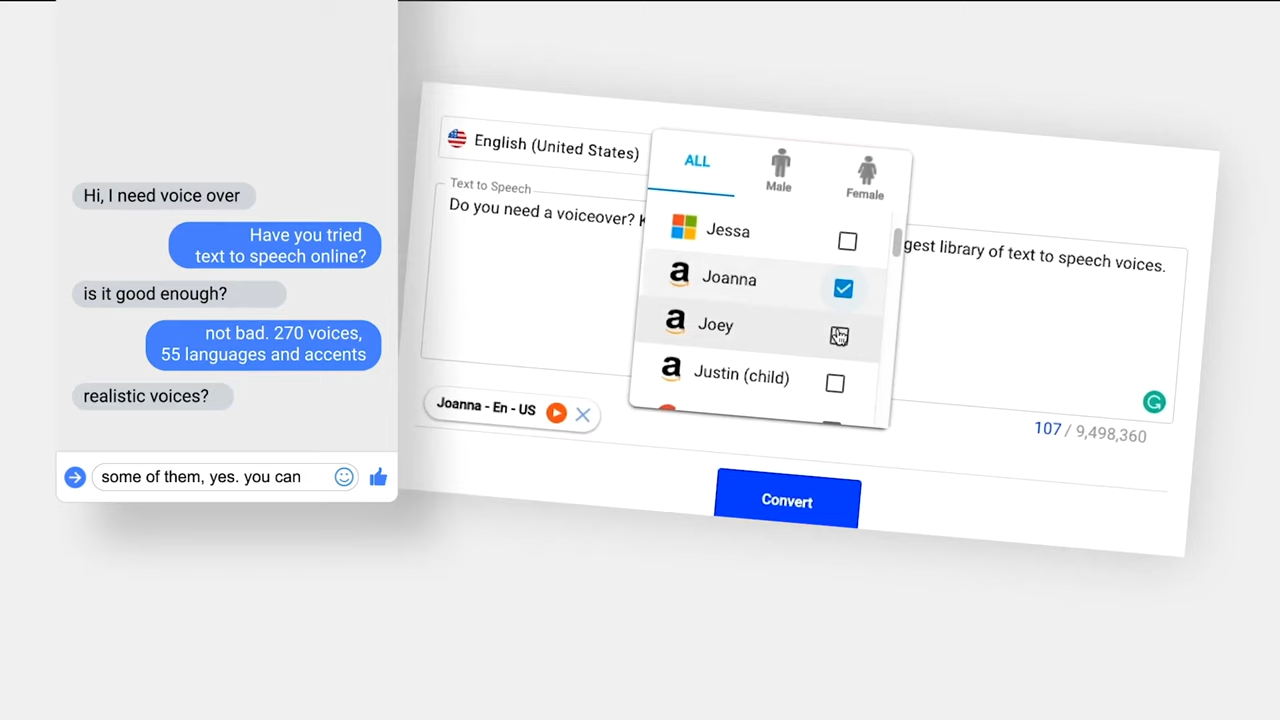 Hi, I need voice over
Have you tried
text to speech online?
is it good enough?
not bad. 270 voices,
55 languages and accents
realistic voices?
some of them, yes. you can
English (United States)
Text to Speech
Do you need a voiceover?
gest library of text to speech voices.
ALL
Male
Female
Jessa
Joanna
Joey
Justin (child)
Joanna - En - US
107 / 9,498,360
Convert